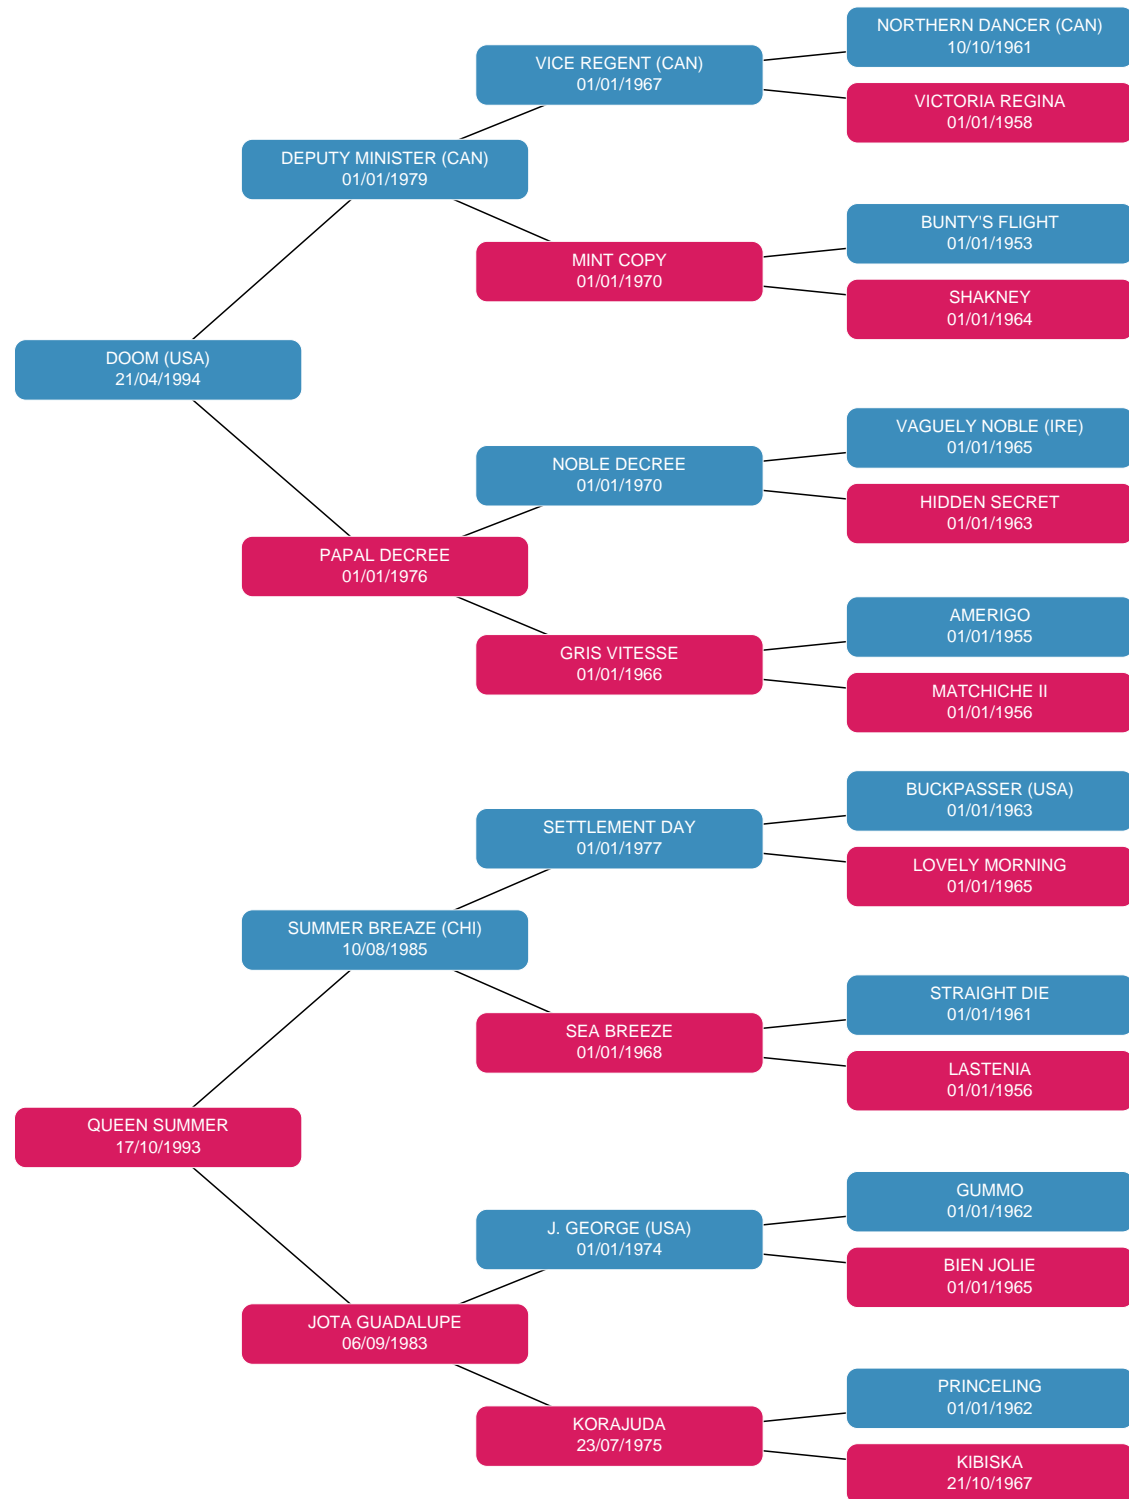 NORTHERN DANCER (CAN)
10/10/1961
VICE REGENT (CAN)
01/01/1967
VICTORIA REGINA
01/01/1958
DEPUTY MINISTER (CAN)
01/01/1979
BUNTY'S FLIGHT
01/01/1953
MINT COPY
01/01/1970
SHAKNEY
01/01/1964
DOOM (USA)
21/04/1994
VAGUELY NOBLE (IRE)
01/01/1965
NOBLE DECREE
01/01/1970
HIDDEN SECRET
01/01/1963
PAPAL DECREE
01/01/1976
AMERIGO
01/01/1955
GRIS VITESSE
01/01/1966
MATCHICHE II
01/01/1956
BUCKPASSER (USA)
01/01/1963
SETTLEMENT DAY
01/01/1977
LOVELY MORNING
01/01/1965
SUMMER BREAZE (CHI)
10/08/1985
STRAIGHT DIE
01/01/1961
SEA BREEZE
01/01/1968
LASTENIA
01/01/1956
QUEEN SUMMER
17/10/1993
GUMMO
01/01/1962
J. GEORGE (USA)
01/01/1974
BIEN JOLIE
01/01/1965
JOTA GUADALUPE
06/09/1983
PRINCELING
01/01/1962
KORAJUDA
23/07/1975
KIBISKA
21/10/1967